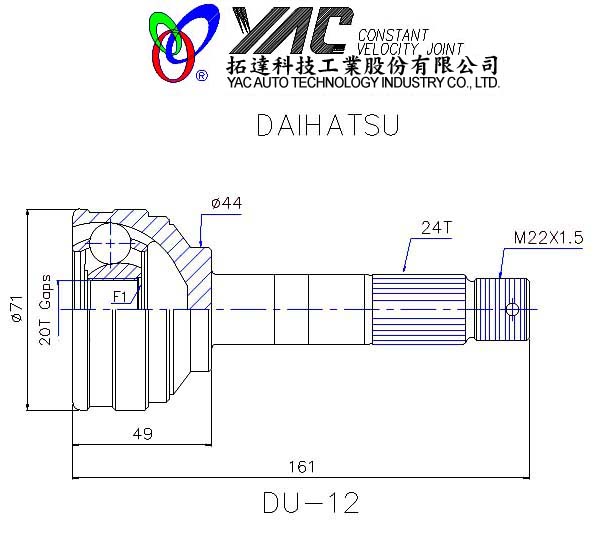 YAC CONSTANT
VELOCITY JOINT
®
拓達科技工業股份有限公司
YAC AUTO TECHNOLOGY INDUSTRY CO., LTD.
DAIHATSU
ø44
24T
M22X1.5
F1
ø71
20T Gaps
49
161
DU-12